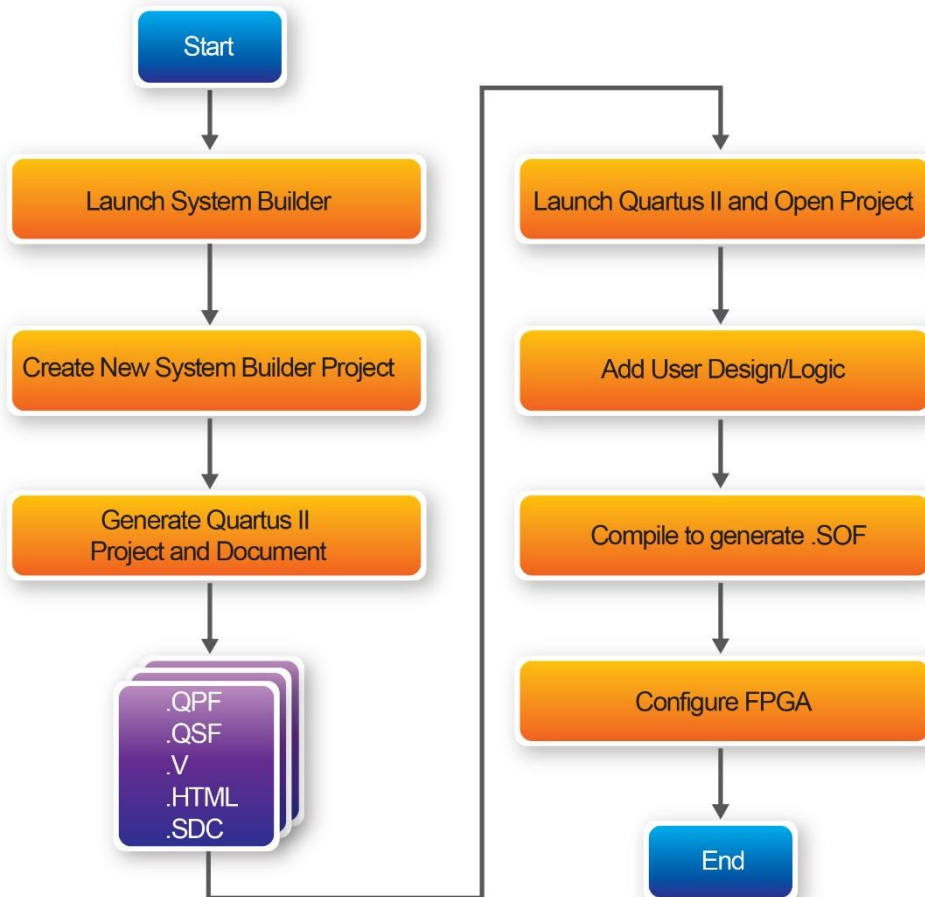 Start
Launch System Builder
Create New System Builder Project
Generate Quartus II
Project and Document
.QPF
.QSF
.V
.HTML
.SDC
Launch Quartus II and Open Project
Add User Design/Logic
Compile to generate .SOF
Configure FPGA
End